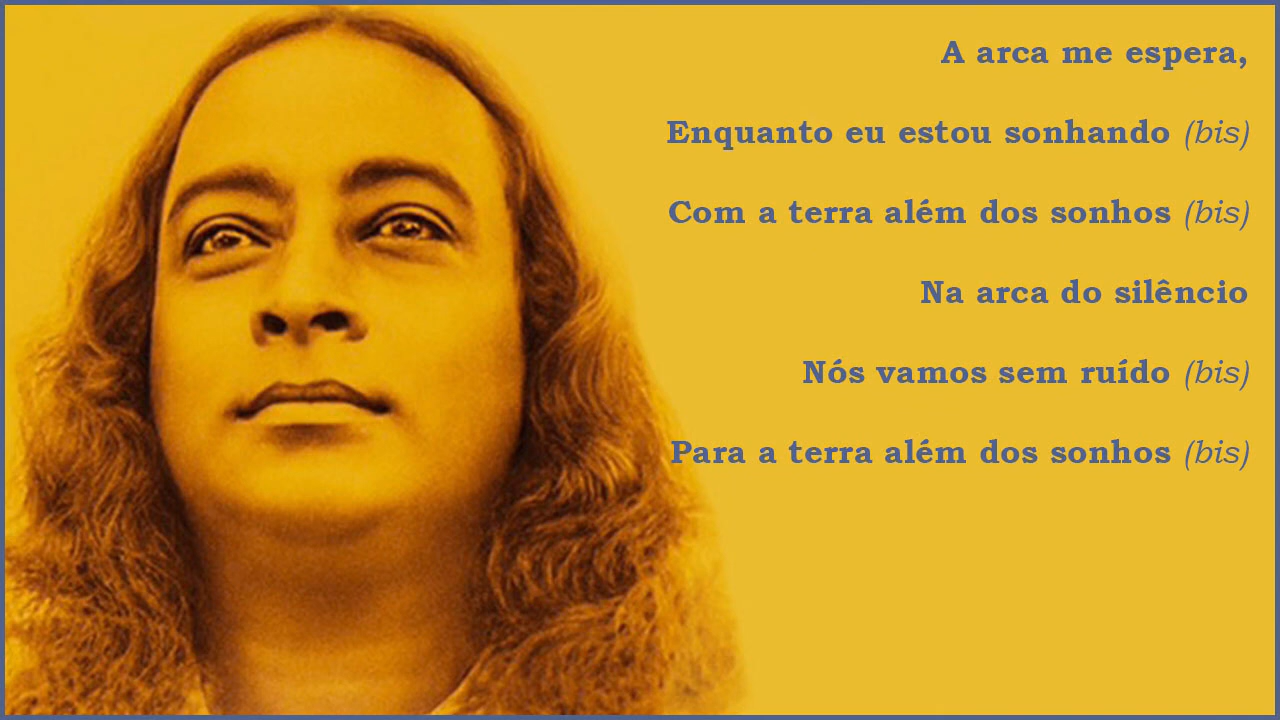 A arca me espera,
Enquanto eu estou sonhando (bis)
Com a terra além dos sonhos (bis)
Na arca do silêncio
Nós vamos sem ruído (bis)
Para a terra além dos sonhos (bis)